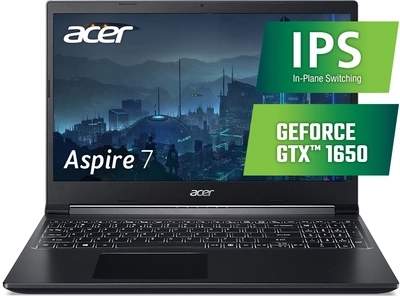 acer
IPS
In-Plane Switching
GEFORCE
GTX™ 1650
Aspire 7
acer